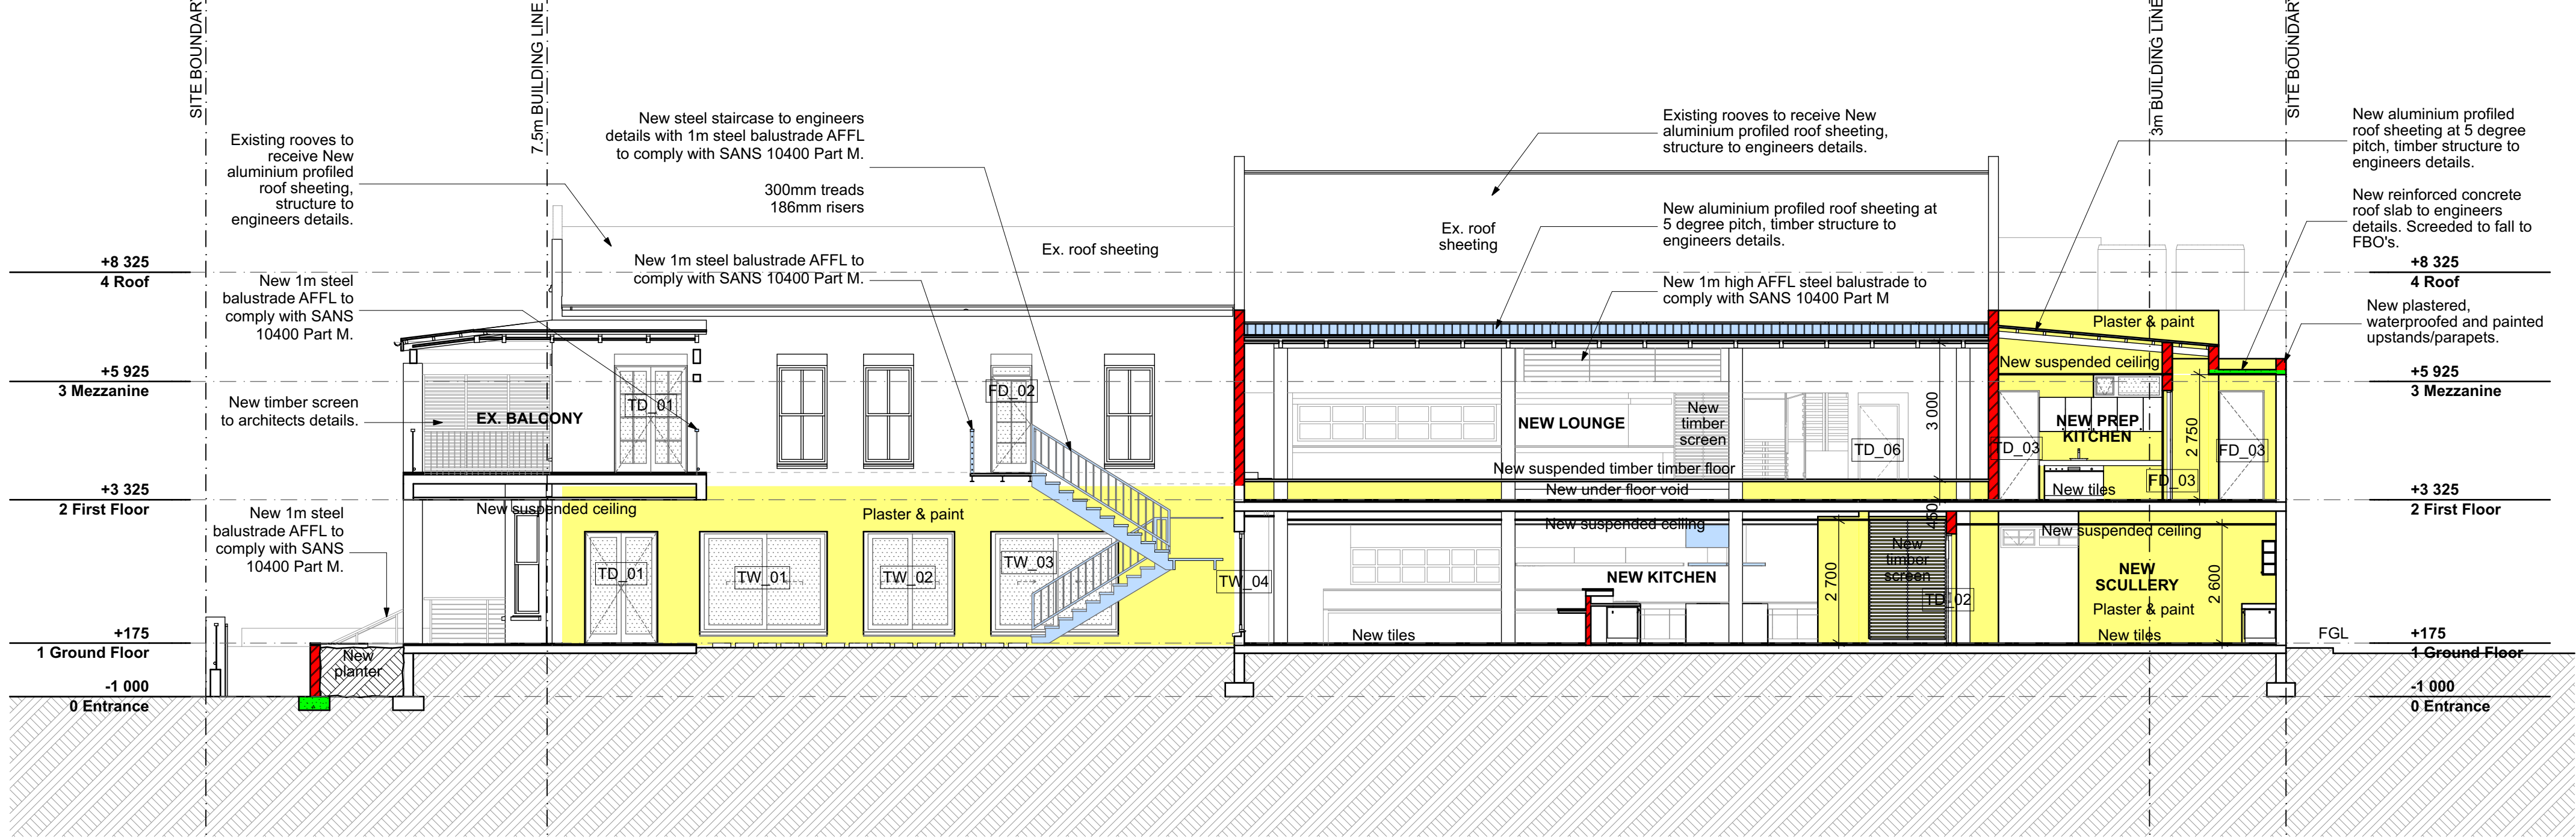 SITE BOUNDARY
7.5m BUILDING LINE
3m BUILDING LINE
SITE BOUNDARY
Existing rooves to
receive New
aluminium profiled
roof sheeting,
structure to
engineers details.
New steel staircase to engineers
details with 1m steel balustrade AFFL
to comply with SANS 10400 Part M.
300mm treads
186mm risers
New 1m steel balustrade AFFL to
comply with SANS 10400 Part M.
Ex. roof sheeting
Existing rooves to receive New
aluminium profiled roof sheeting,
structure to engineers details.
Ex. roof
sheeting
New aluminium profiled roof sheeting at
5 degree pitch, timber structure to
engineers details.
New 1m high AFFL steel balustrade to
comply with SANS 10400 Part M
New aluminium profiled
roof sheeting at 5 degree
pitch, timber structure to
engineers details.
New reinforced concrete
roof slab to engineers
details. Screeded to fall to
FBO's.
New plastered,
waterproofed and painted
upstands/parapets.
+8 325
4 Roof
+8 325
4 Roof
New 1m steel
balustrade AFFL to
comply with SANS
10400 Part M.
+5 925
3 Mezzanine
+5 925
3 Mezzanine
New timber screen
to architects details.
EX. BALCONY
TD_01
FD_02
NEW LOUNGE
New
timber
screen
3 000
TD_06
Plaster & paint
New suspended ceiling
NEW PREP
KITCHEN
TD_03
2 750
FD_03
FD_03
New tiles
New suspended timber timber floor
New under floor void
+3 325
2 First Floor
+3 325
2 First Floor
New suspended ceiling
Plaster & paint
New suspended ceiling
450
New suspended ceiling
New 1m steel
balustrade AFFL to
comply with SANS
10400 Part M.
TD_01
TW_01
TW_02
TW_03
TW_04
NEW KITCHEN
2 700
New
timber
screen
TD_02
NEW
SCULLERY
Plaster & paint
2 600
New tiles
New tiles
FGL
+175
1 Ground Floor
+175
1 Ground Floor
New
planter
-1 000
0 Entrance
-1 000
0 Entrance